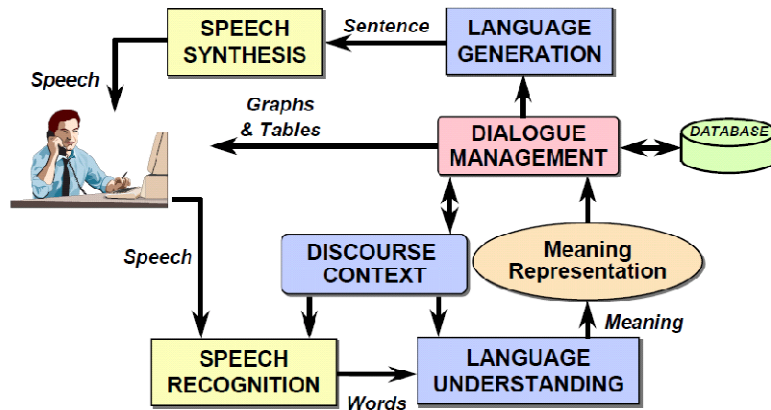 SPEECH
SYNTHESIS
Sentence
LANGUAGE
GENERATION
Speech
Graphs
& Tables
DIALOGUE
MANAGEMENT
DATABASE
Speech
DISCOURSE
CONTEXT
Meaning
Representation
Meaning
SPEECH
RECOGNITION
Words
LANGUAGE
UNDERSTANDING